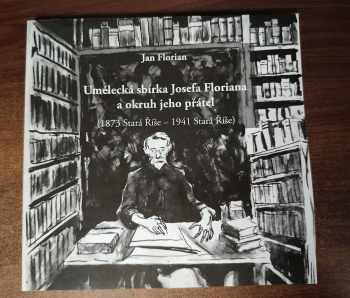 Jan Florian
Umělecká sbírka Josefa Floriana
a okruh jeho přátel
(1873 Stará Říše – 1941 Stará Říše)